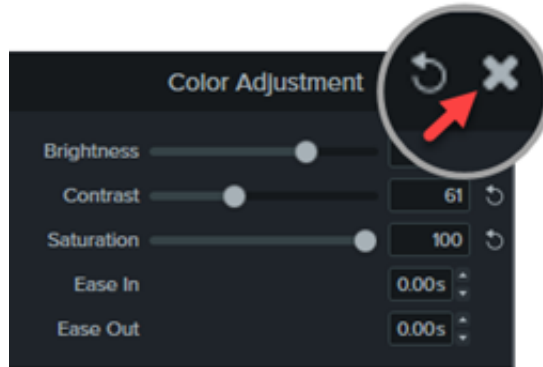 Color Adjustment
Brightness
Contrast 61
Saturation 100
Ease In 0.00s
Ease Out 0.00s